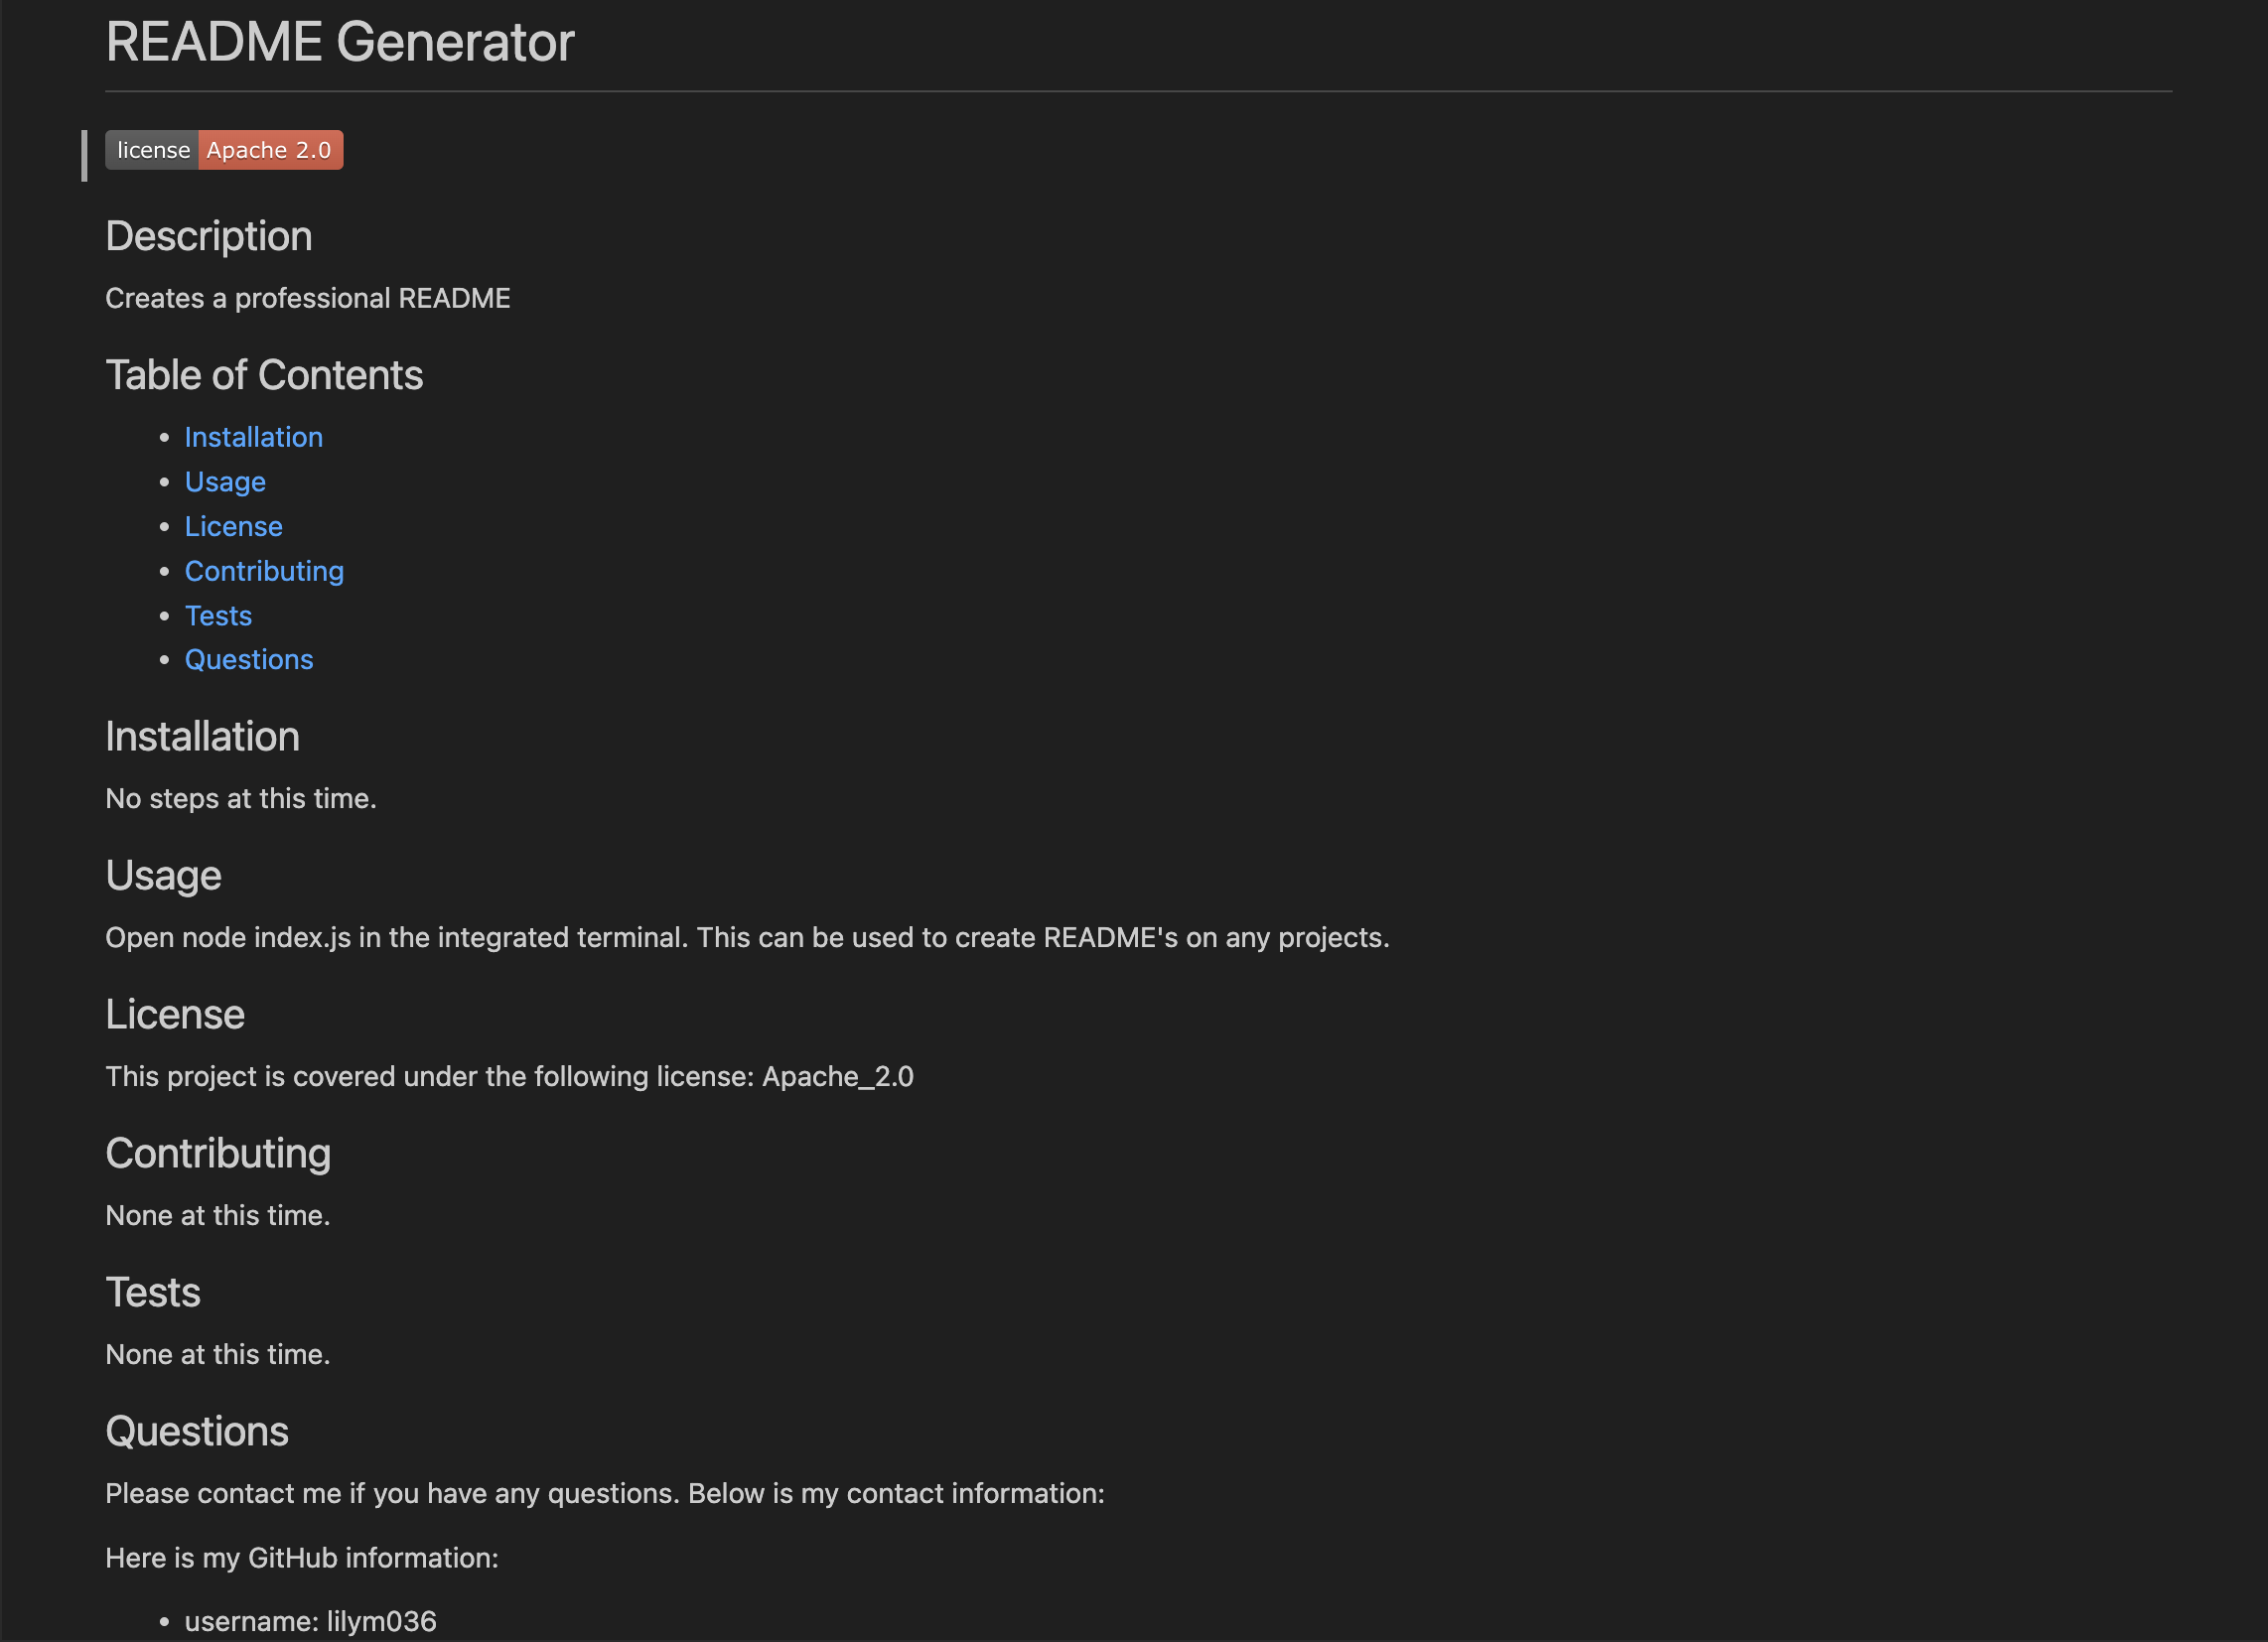 README Generator
license Apache 2.0
Description
Creates a professional README
Table of Contents
Installation
Usage
License
Contributing
Tests
Questions
Installation
No steps at this time.
Usage
Open node index.js in the integrated terminal. This can be used to create README's on any projects.
License
This project is covered under the following license: Apache_2.0
Contributing
None at this time.
Tests
None at this time.
Questions
Please contact me if you have any questions. Below is my contact information:
Here is my GitHub information:
username: lilym036